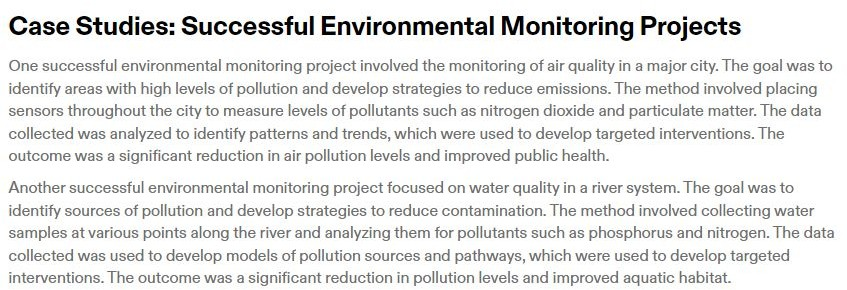 Case Studies: Successful Environmental Monitoring Projects
One successful environmental monitoring project involved the monitoring of air quality in a major city. The goal was to
identify areas with high levels of pollution and develop strategies to reduce emissions. The method involved placing
sensors throughout the city to measure levels of pollutants such as nitrogen dioxide and particulate matter. The data
collected was analyzed to identify patterns and trends, which were used to develop targeted interventions. The
outcome was a significant reduction in air pollution levels and improved public health.
Another successful environmental monitoring project focused on water quality in a river system. The goal was to
identify sources of pollution and develop strategies to reduce contamination. The method involved collecting water
samples at various points along the river and analyzing them for pollutants such as phosphorus and nitrogen. The data
collected was used to develop models of pollution sources and pathways, which were used to develop targeted
interventions. The outcome was a significant reduction in pollution levels and improved aquatic habitat.